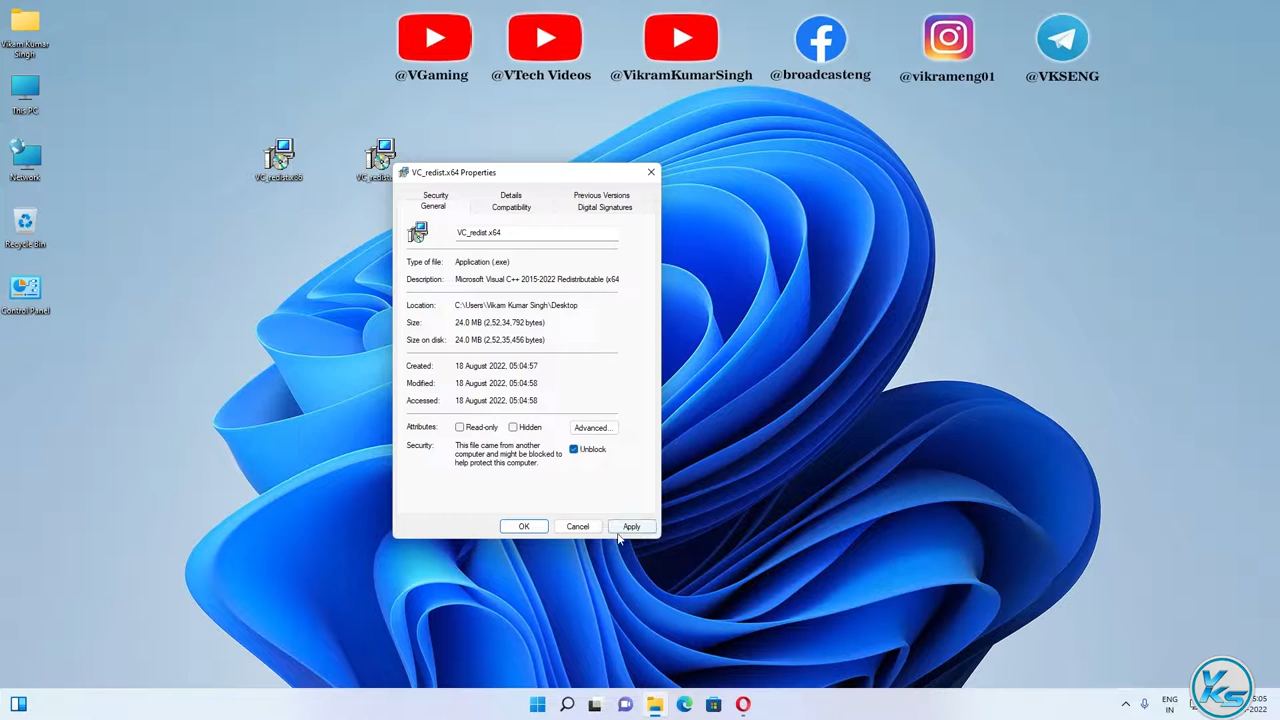 @VGaming
@VTech Videos
@VikramKumarSingh
@broadcasteng
@vikrameng01
@VKSENG
Vikam Kumar
Singh
This PC
Network
Recycle Bin
Control Panel
VC_redist.x86
VC_redist.
VC_redist.x64 Properties
Security
Details
Previous Versions
General
Compatibility
Digital Signatures
VC_redist.x64
Type of file: Application (.exe)
Description: Microsoft Visual C++ 2015-2022 Redistributable (x64
Location: C:\Users\Vikam Kumar Singh\Desktop
Size: 24.0 MB (2,52,34,792 bytes)
Size on disk: 24.0 MB (2,52,35,456 bytes)
Created: 18 August 2022, 05:04:57
Modified: 18 August 2022, 05:04:58
Accessed: 18 August 2022, 05:04:58
Attributes: Read-only Hidden Advanced...
Security: This file came from another
computer and might be blocked to
help protect this computer.
Unblock
OK Cancel Apply
ENG
IN
5:05
-2022
VKS